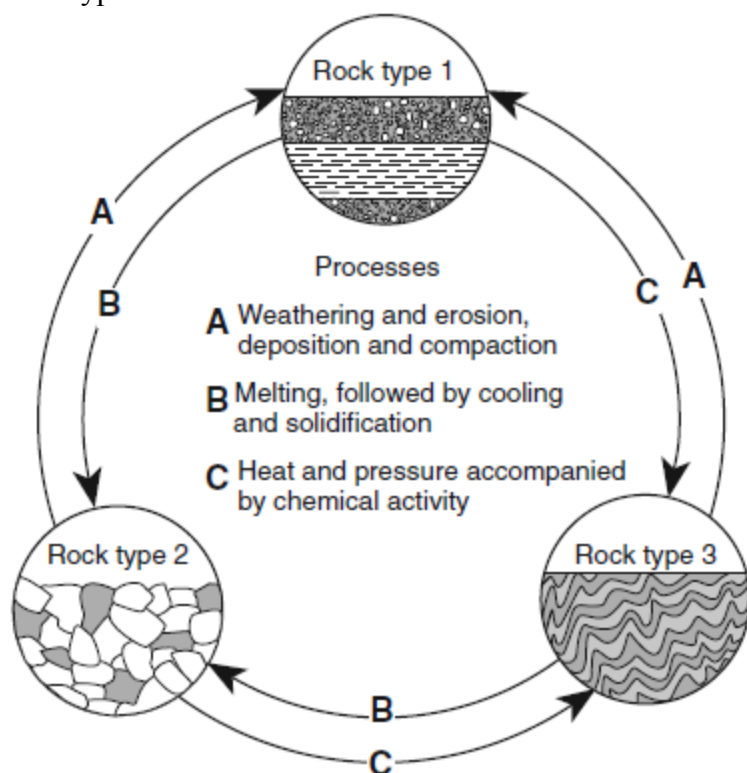 Rock type 1
A
B
C
A
Processes
A Weathering and erosion,
deposition and compaction
B Melting, followed by cooling
and solidification
C Heat and pressure accompanied
by chemical activity
Rock type 2
Rock type 3
B
C